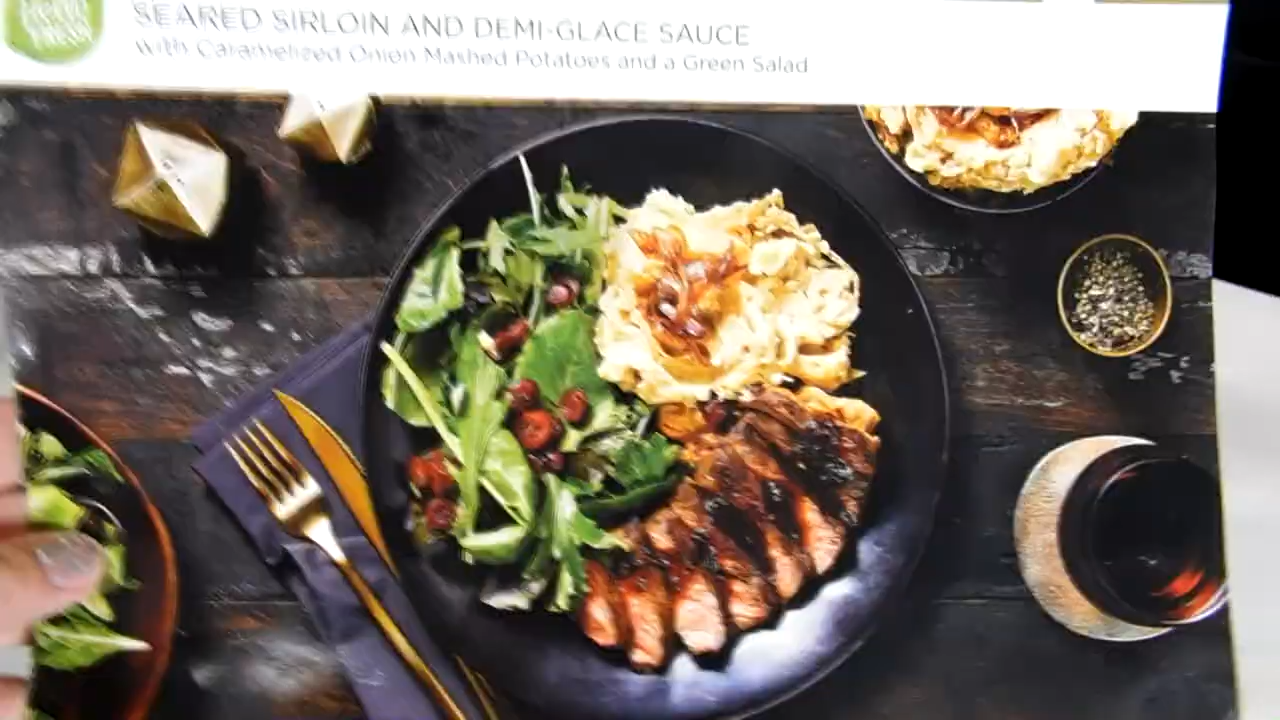 SEARED SIRLOIN AND DEMI-GLACE SAUCE
With Caramelized Onion Mashed Potatoes and a Green Salad